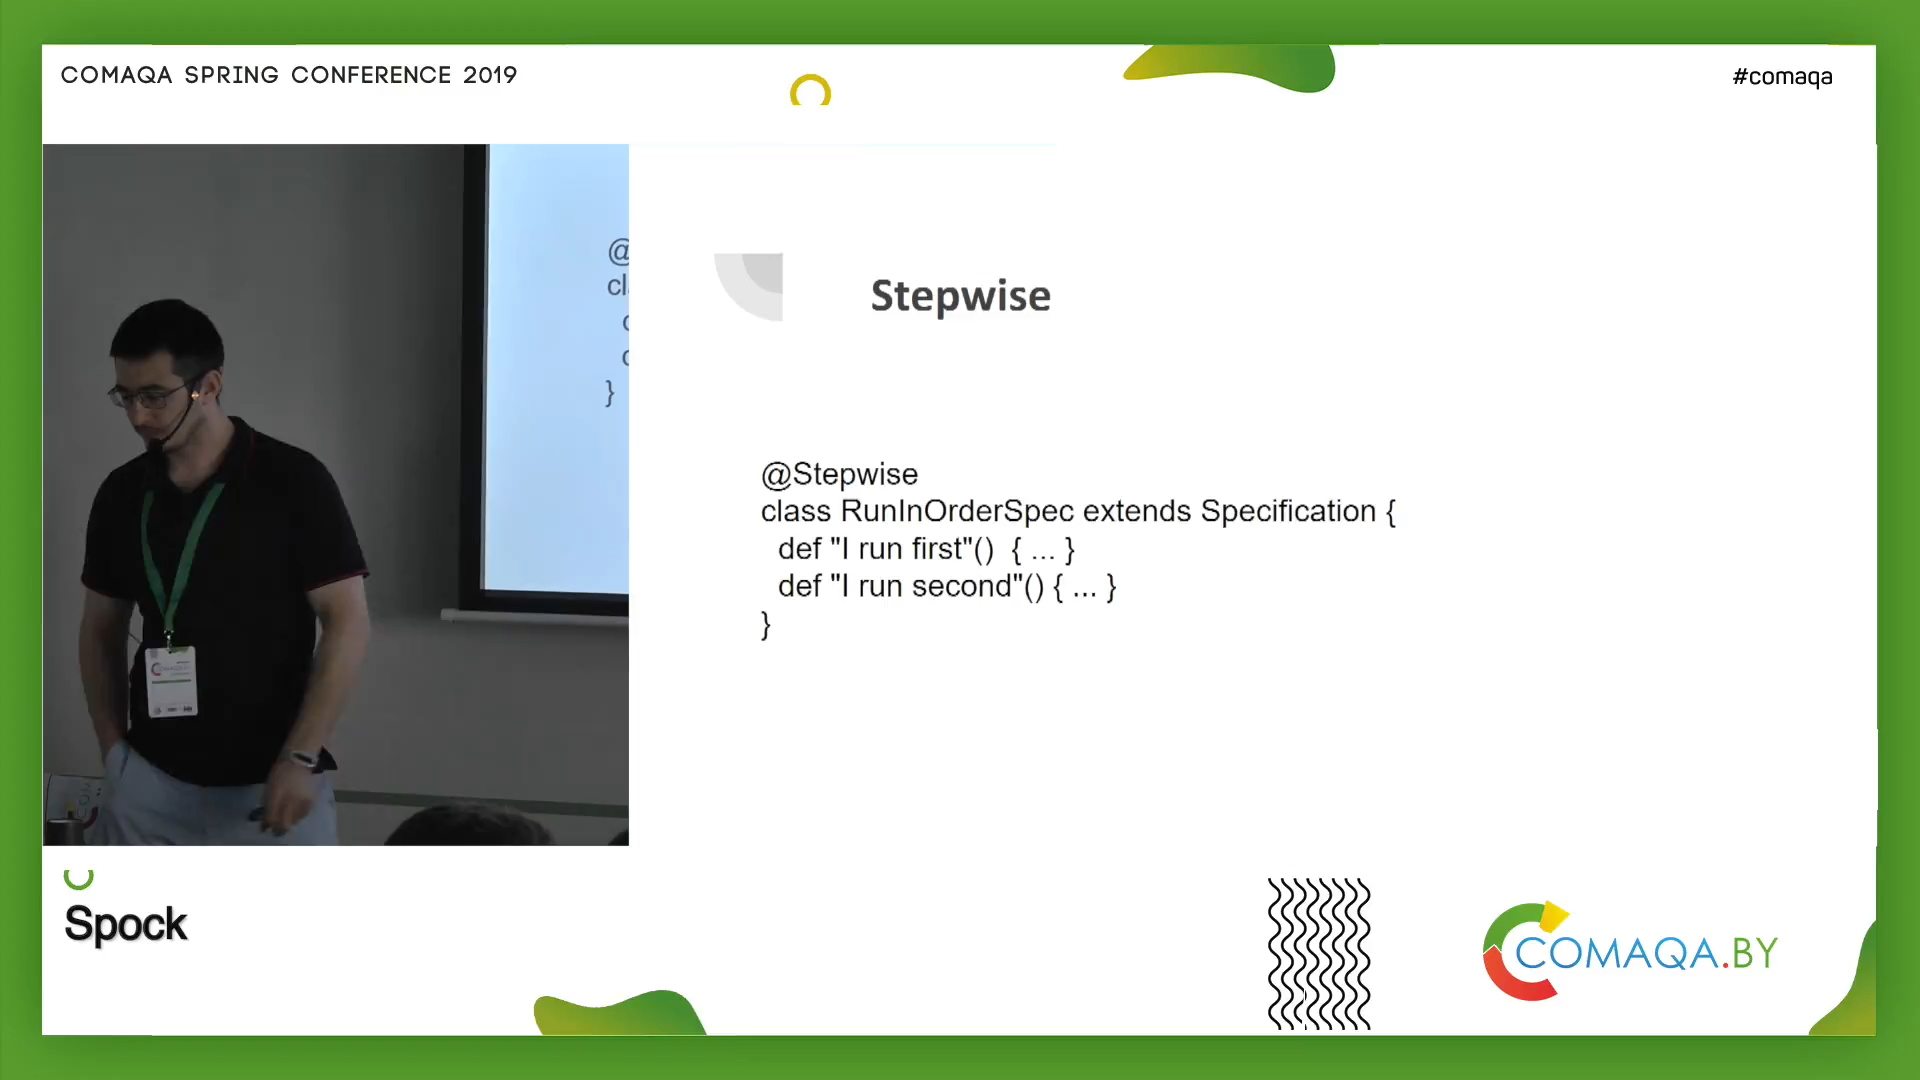 COMAQA SPRING CONFERENCE 2019
#comaqa
@
cl
c
c
}
Stepwise
@Stepwise
class RunInOrderSpec extends Specification {
def "I run first"() { ... }
def "I run second"() { ... }
}
Spock
COMAQA.BY